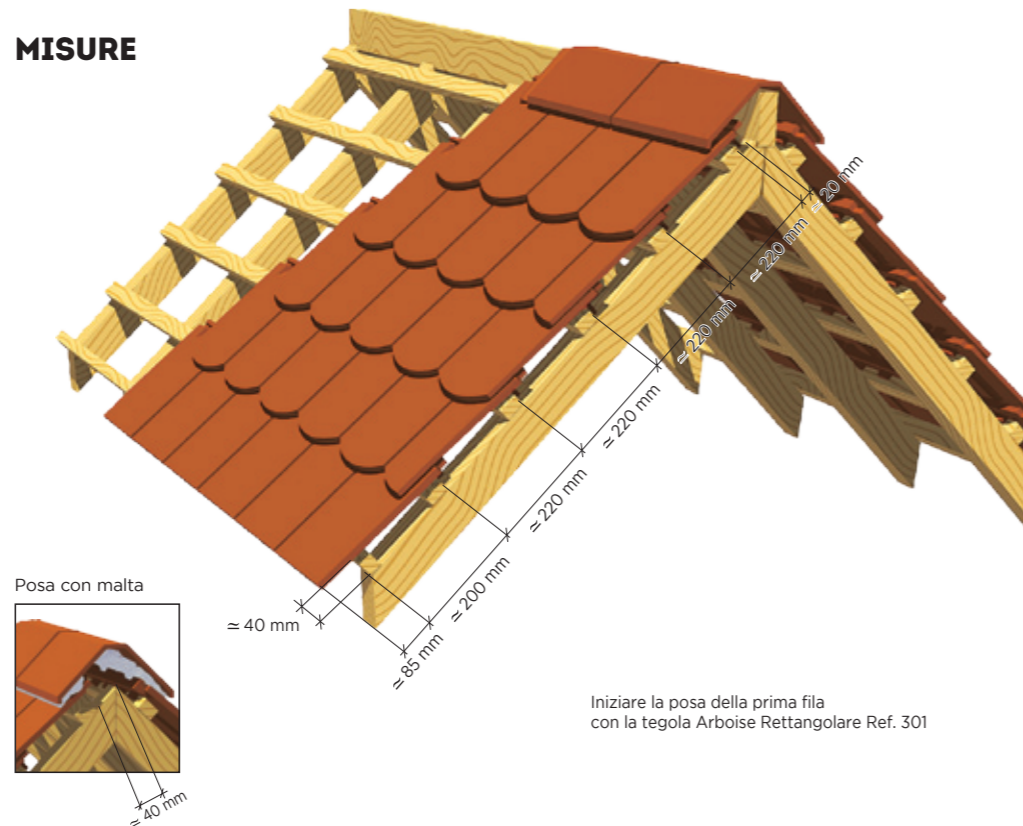 MISURE
≃ 20 mm
≃ 220 mm
≃ 220 mm
≃ 220 mm
≃ 220 mm
≃ 200 mm
≃ 85 mm
≃ 40 mm
Posa con malta
≃ 40 mm
Iniziare la posa della prima fila
con la tegola Arboise Rettangolare Ref. 301